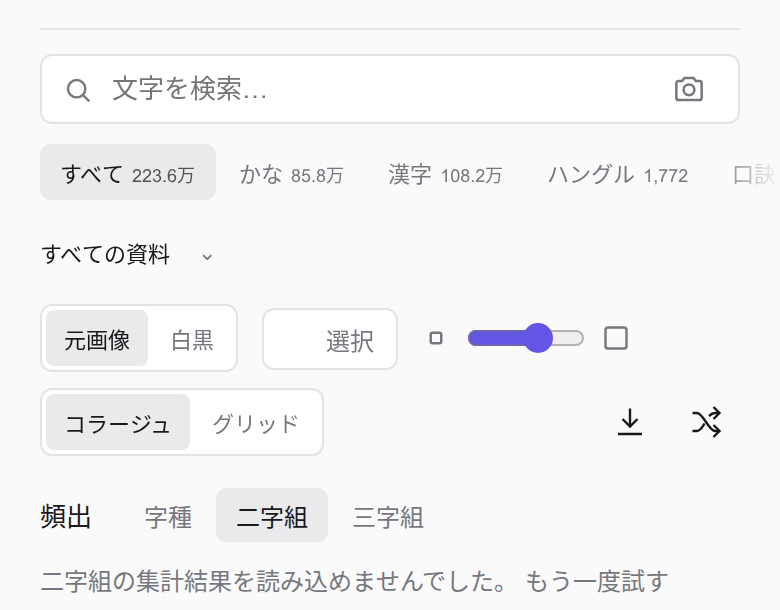 文字を検索…
すべて 223.6万 かな 85.8万 漢字 108.2万 ハングル 1,772 口訣
すべての資料
元画像 白黒 選択
コラージュ グリッド
頻出 字種 二字組 三字組
二字組の集計結果を読み込めませんでした。 もう一度試す